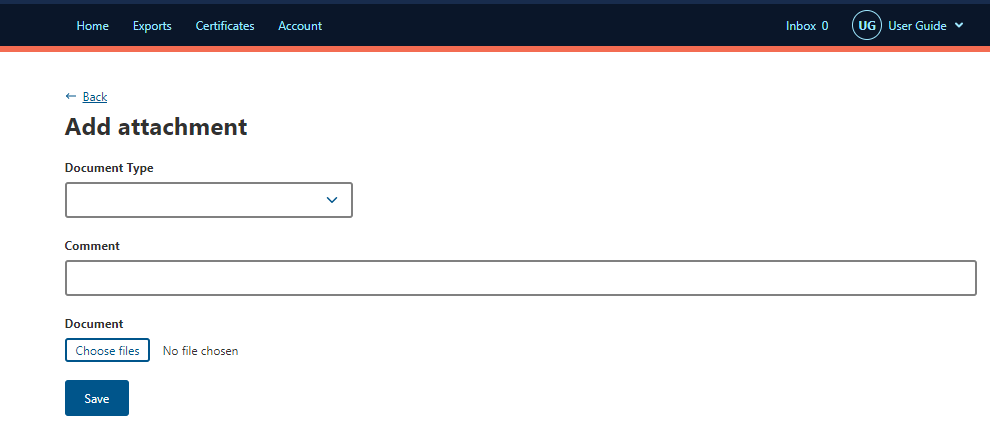 Home Exports Certificates Account Inbox 0 UG User Guide
← Back
Add attachment
Document Type
Comment
Document
Choose files No file chosen
Save